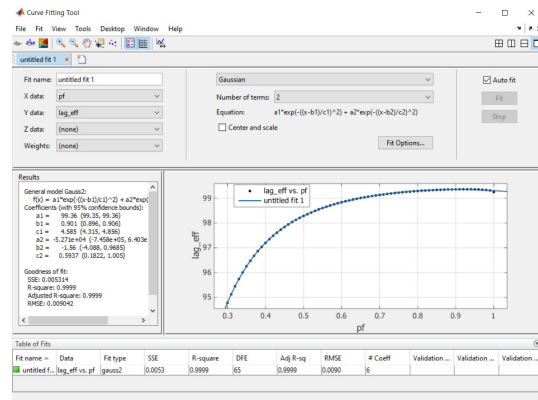 Curve Fitting Tool
File Fit View Tools Desktop Window Help
untitled fit 1
Fit name: untitled fit 1
X data: pf
Y data: lag_eff
Z data: (none)
Weights: (none)
Gaussian
Number of terms: 2
Equation: a1*exp(-((x-b1)/c1)^2) + a2*exp(-((x-b2)/c2)^2)
Center and scale
Fit Options...
Auto fit
Fit
Stop
Results
General model Gauss2:
f(x) = a1*exp(-((x-b1)/c1)^2) + a2*exp(
Coefficients (with 95% confidence bounds):
a1 = 99.36 (99.35, 99.36)
b1 = 0.901 (0.896, 0.906)
c1 = 4.585 (4.315, 4.856)
a2 = -5.271e+04 (-7.458e+05, 6.403e
b2 = -1.56 (-4.088, 0.9685)
c2 = 0.5937 (0.1822, 1.005)
Goodness of fit:
SSE: 0.005314
R-square: 0.9999
Adjusted R-square: 0.9999
RMSE: 0.009042
lag_eff vs. pf
untitled fit 1
99
98
97
96
95
lag_eff
0.3 0.4 0.5 0.6 0.7 0.8 0.9 1
pf
Table of Fits
Fit name Data Fit type SSE R-square DFE Adj R-sq RMSE # Coeff Validation ... Validation ... Validation ...
untitled f... lag_eff vs. pf gauss2 0.0053 0.9999 65 0.9999 0.0090 6